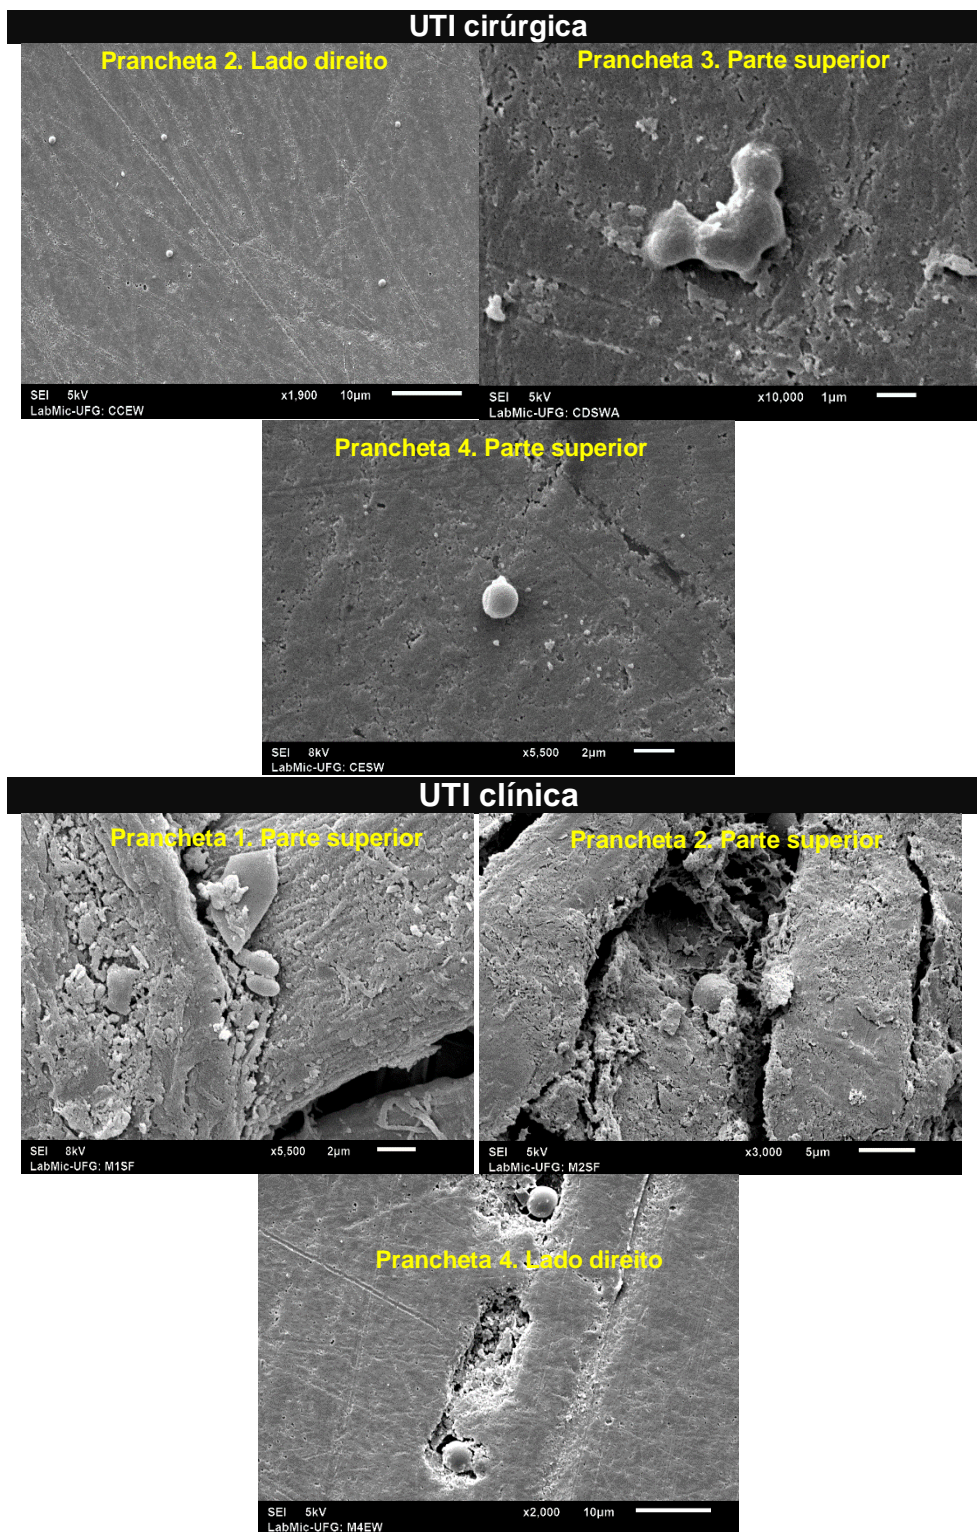 UTI cirúrgica
Prancheta 2. Lado direito
SEI 5kV x1,900 10µm
LabMic-UFG: CCEW
Prancheta 3. Parte superior
SEI 5kV x10,000 1µm
LabMic-UFG: CDSWA
Prancheta 4. Parte superior
SEI 8kV x5,500 2µm
LabMic-UFG: CESW
UTI clínica
Prancheta 1. Parte superior
SEI 8kV x5,500 2µm
LabMic-UFG: M1SF
Prancheta 2. Parte superior
SEI 5kV x3,000 5µm
LabMic-UFG: M2SF
Prancheta 4. Lado direito
SEI 5kV x2,000 10µm
LabMic-UFG: M4EW